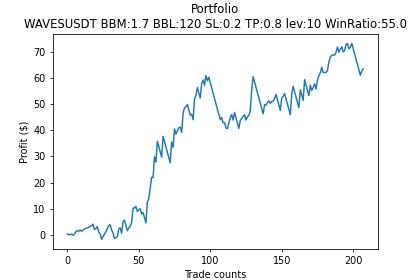 Portfolio
WAVESUSDT BBM:1.7 BBL:120 SL:0.2 TP:0.8 lev:10 WinRatio:55.0
70
60
50
40
30
20
10
0
Profit ($)
0 50 100 150 200
Trade counts